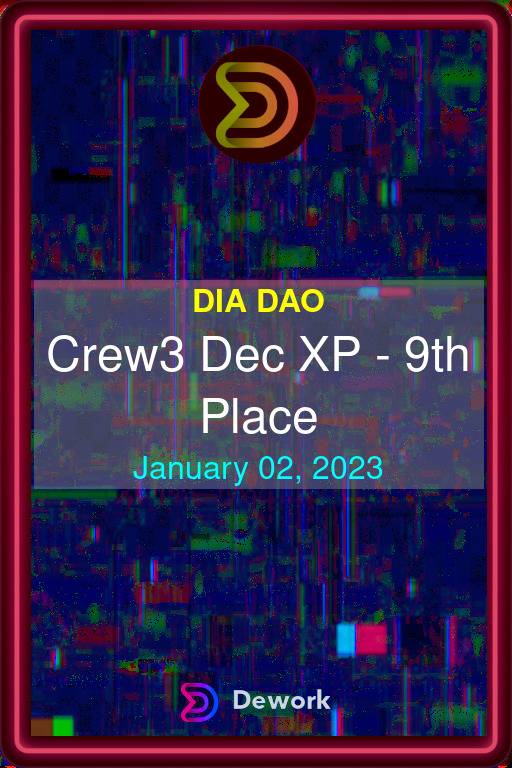 DIA DAO
Crew3 Dec XP - 9th
Place
January 02, 2023
Dework